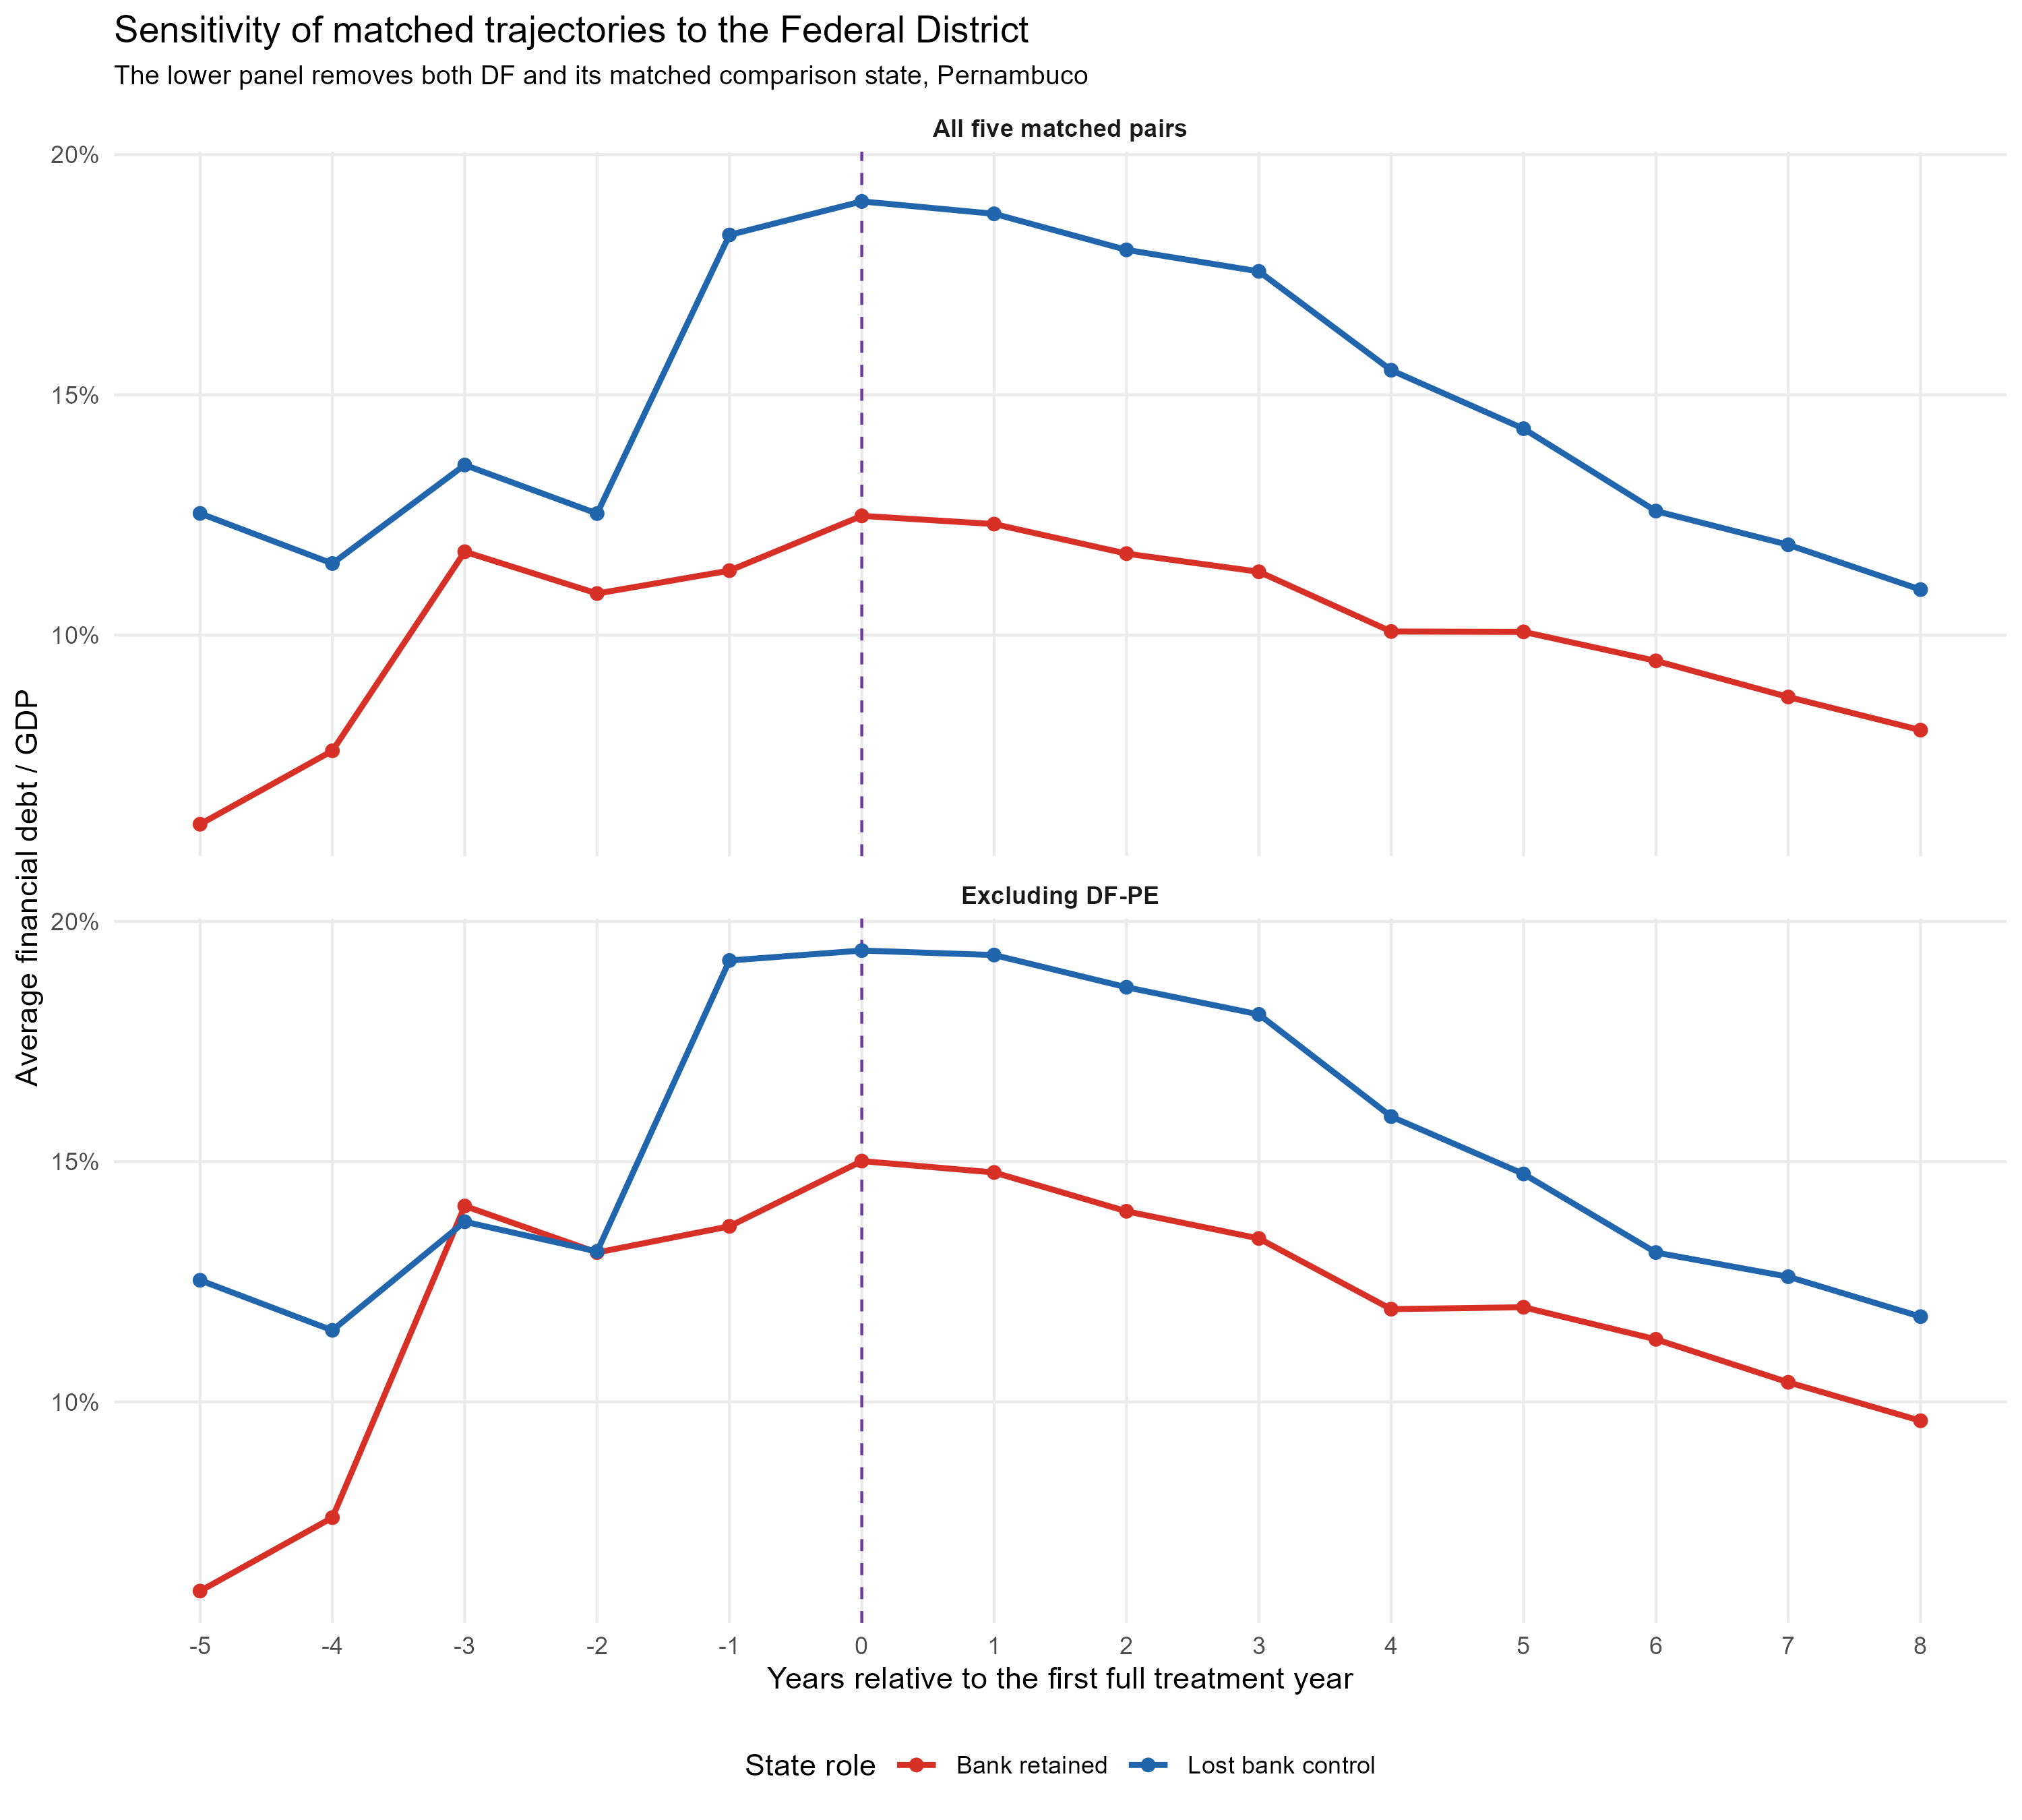 Sensitivity of matched trajectories to the Federal District
The lower panel removes both DF and its matched comparison state, Pernambuco
All five matched pairs
20%
15%
10%
Average financial debt / GDP
Excluding DF-PE
20%
15%
10%
-5 -4 -3 -2 -1 0 1 2 3 4 5 6 7 8
Years relative to the first full treatment year
State role Bank retained Lost bank control